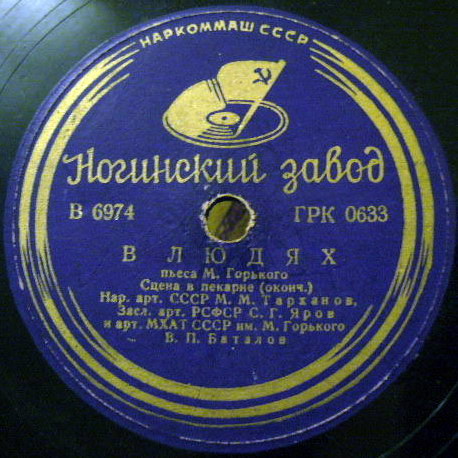 НАРКОММАШ СССР
Ногинский завод
В 6974 ГРК 0633
В ЛЮДЯХ
пьеса М. Горького
Сцена в пекарне (оконч.)
Нар. арт. СССР М. М. Тарханов,
Засл. арт. РСФСР С. Г. Яров
и арт. МХАТ СССР им. М. Горького
В. П. Баталов